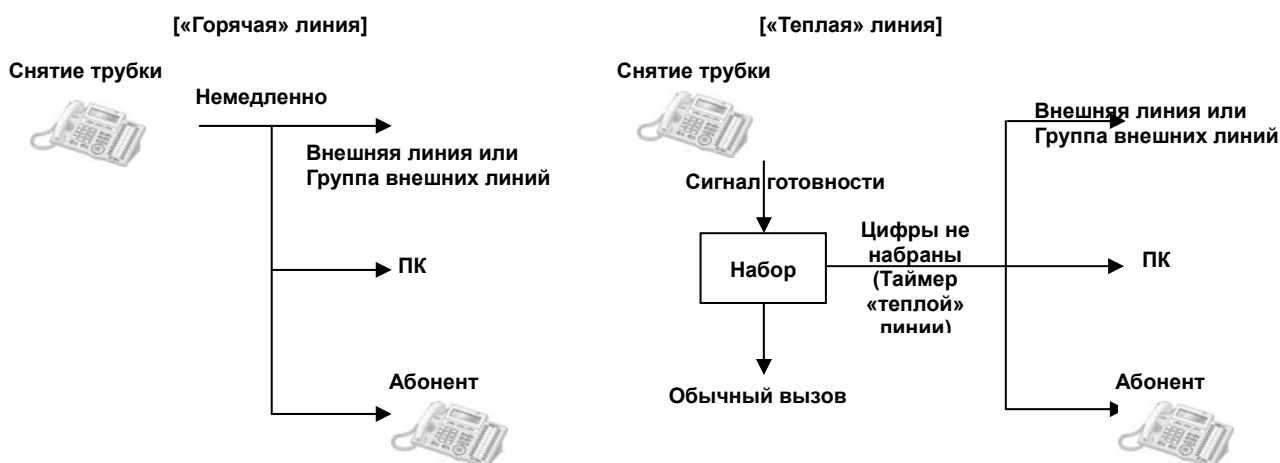 [«Горячая» линия]
Снятие трубки
Немедленно
Внешняя линия или
Группа внешних линий
ПК
Абонент
[«Теплая» линия]
Снятие трубки
Сигнал готовности
Набор
Цифры не
набраны
(Таймер
«теплой»
линии)
Обычный вызов
Внешняя линия или
Группа внешних линий
ПК
Абонент